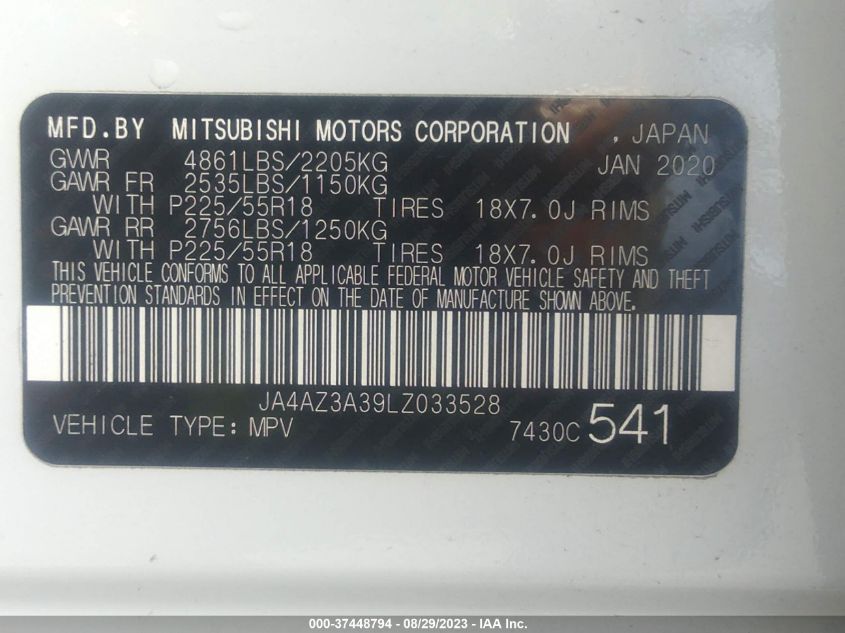 MFD.BY MITSUBISHI MOTORS CORPORATION , JAPAN
GVWR 4861LBS/2205KG JAN 2020
GAWR FR 2535LBS/1150KG
WITH P225/55R18 TIRES 18X7.0J RIMS
GAWR RR 2756LBS/1250KG
WITH P225/55R18 TIRES 18X7.0J RIMS
THIS VEHICLE CONFORMS TO ALL APPLICABLE FEDERAL MOTOR VEHICLE SAFETY AND THEFT
PREVENTION STANDARDS IN EFFECT ON THE DATE OF MANUFACTURE SHOWN ABOVE.
JA4AZ3A39LZ033528
VEHICLE TYPE: MPV 7430C 541
000-37448794 - 08/29/2023 - IAA Inc.